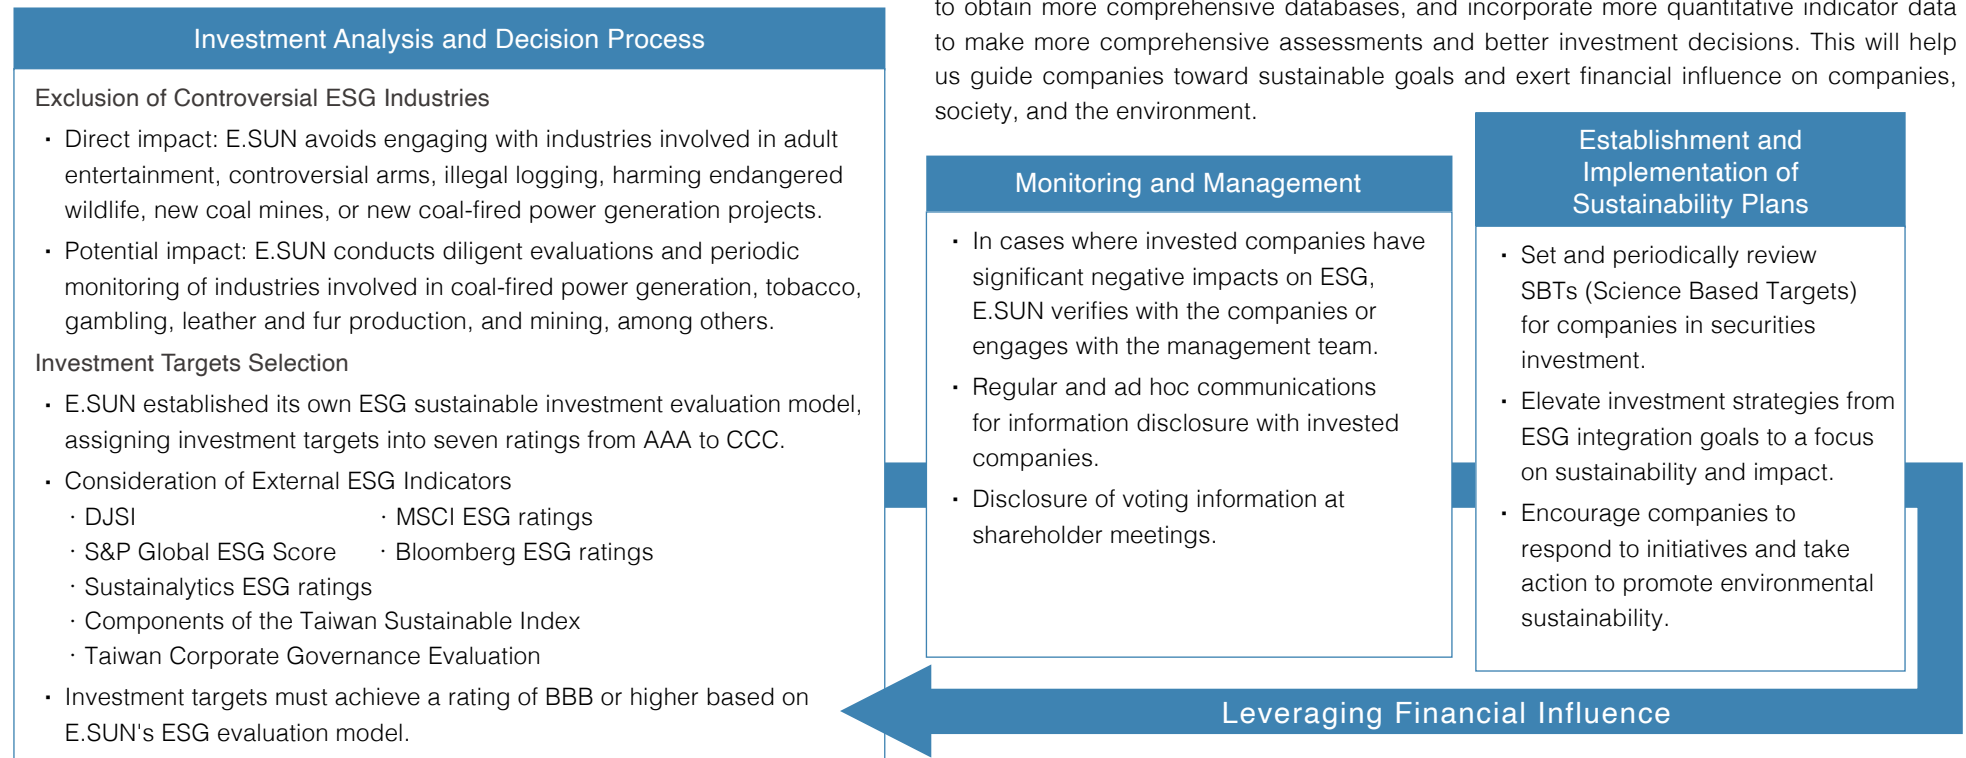 Investment Analysis and Decision Process
Exclusion of Controversial ESG Industries
· Direct impact: E.SUN avoids engaging with industries involved in adult
entertainment, controversial arms, illegal logging, harming endangered
wildlife, new coal mines, or new coal-fired power generation projects.
· Potential impact: E.SUN conducts diligent evaluations and periodic
monitoring of industries involved in coal-fired power generation, tobacco,
gambling, leather and fur production, and mining, among others.
Investment Targets Selection
· E.SUN established its own ESG sustainable investment evaluation model,
assigning investment targets into seven ratings from AAA to CCC.
· Consideration of External ESG Indicators
· DJSI · MSCI ESG ratings
· S&P Global ESG Score · Bloomberg ESG ratings
· Sustainalytics ESG ratings
· Components of the Taiwan Sustainable Index
· Taiwan Corporate Governance Evaluation
· Investment targets must achieve a rating of BBB or higher based on
E.SUN's ESG evaluation model.
to obtain more comprehensive databases, and incorporate more quantitative indicator data
to make more comprehensive assessments and better investment decisions. This will help
us guide companies toward sustainable goals and exert financial influence on companies,
society, and the environment.
Monitoring and Management
· In cases where invested companies have
significant negative impacts on ESG,
E.SUN verifies with the companies or
engages with the management team.
· Regular and ad hoc communications
for information disclosure with invested
companies.
· Disclosure of voting information at
shareholder meetings.
Establishment and
Implementation of
Sustainability Plans
· Set and periodically review
SBTs (Science Based Targets)
for companies in securities
investment.
· Elevate investment strategies from
ESG integration goals to a focus
on sustainability and impact.
· Encourage companies to
respond to initiatives and take
action to promote environmental
sustainability.
Leveraging Financial Influence